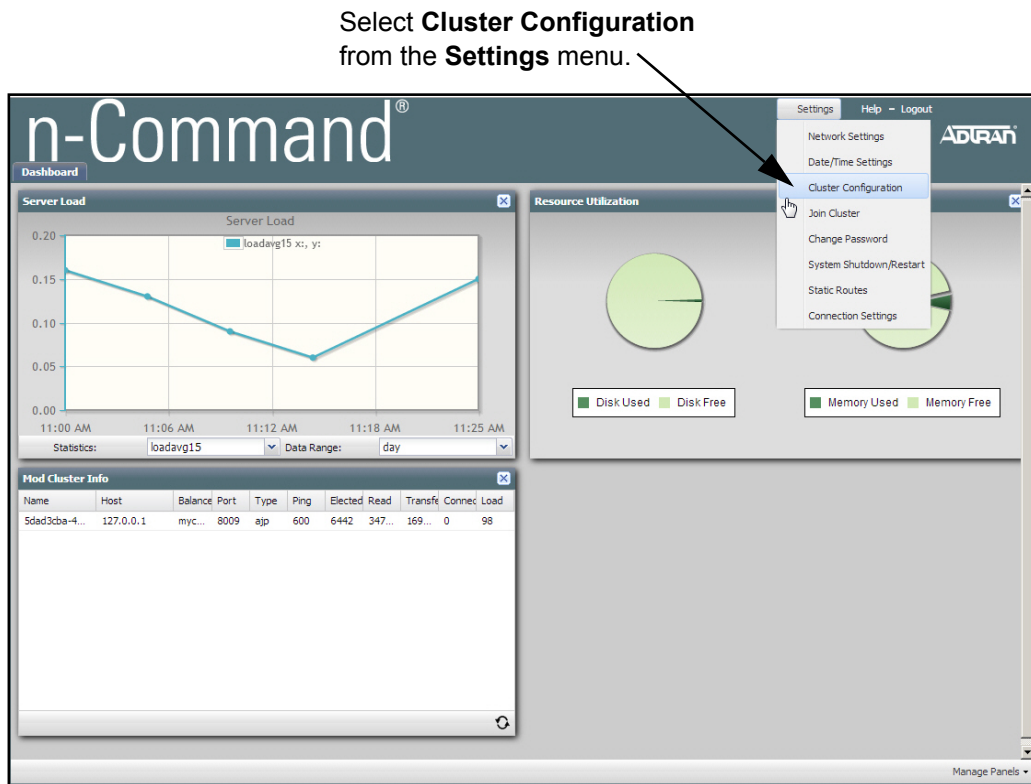 Select Cluster Configuration
from the Settings menu.
n-Command®
Settings Help – Logout
ADTRAN
Dashboard
Network Settings
Date/Time Settings
Cluster Configuration
Join Cluster
Change Password
System Shutdown/Restart
Static Routes
Connection Settings
Server Load
Server Load
loadavg15 x:, y:
0.20
0.15
0.10
0.05
0.00
11:00 AM 11:06 AM 11:12 AM 11:18 AM 11:25 AM
Statistics: loadavg15 Data Range: day
Resource Utilization
Disk Used Disk Free
Memory Used Memory Free
Mod Cluster Info
Name Host Balance Port Type Ping Elected Read Transfe Connec Load
5dad3cba-4... 127.0.0.1 myc... 8009 ajp 600 6442 347... 169... 0 98
Manage Panels